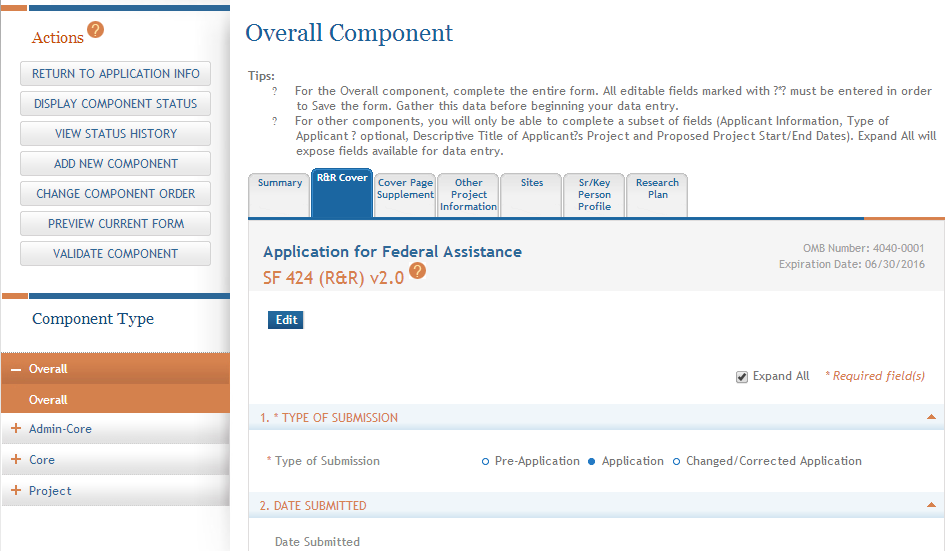 Actions ?
RETURN TO APPLICATION INFO
DISPLAY COMPONENT STATUS
VIEW STATUS HISTORY
ADD NEW COMPONENT
CHANGE COMPONENT ORDER
PREVIEW CURRENT FORM
VALIDATE COMPONENT
Component Type
Overall
Overall
Admin-Core
Core
Project
Overall Component
Tips:
? For the Overall component, complete the entire form. All editable fields marked with ?*? must be entered in order
to Save the form. Gather this data before beginning your data entry.
? For other components, you will only be able to complete a subset of fields (Applicant Information, Type of
Applicant ? optional, Descriptive Title of Applicant?s Project and Proposed Project Start/End Dates). Expand All will
expose fields available for data entry.
Summary
R&R Cover
Cover Page
Supplement
Other
Project
Information
Sites
Sr/Key
Person
Profile
Research
Plan
Application for Federal Assistance
SF 424 (R&R) v2.0 ?
OMB Number: 4040-0001
Expiration Date: 06/30/2016
Edit
Expand All * Required field(s)
1. * TYPE OF SUBMISSION
* Type of Submission Pre-Application Application Changed/Corrected Application
2. DATE SUBMITTED
Date Submitted